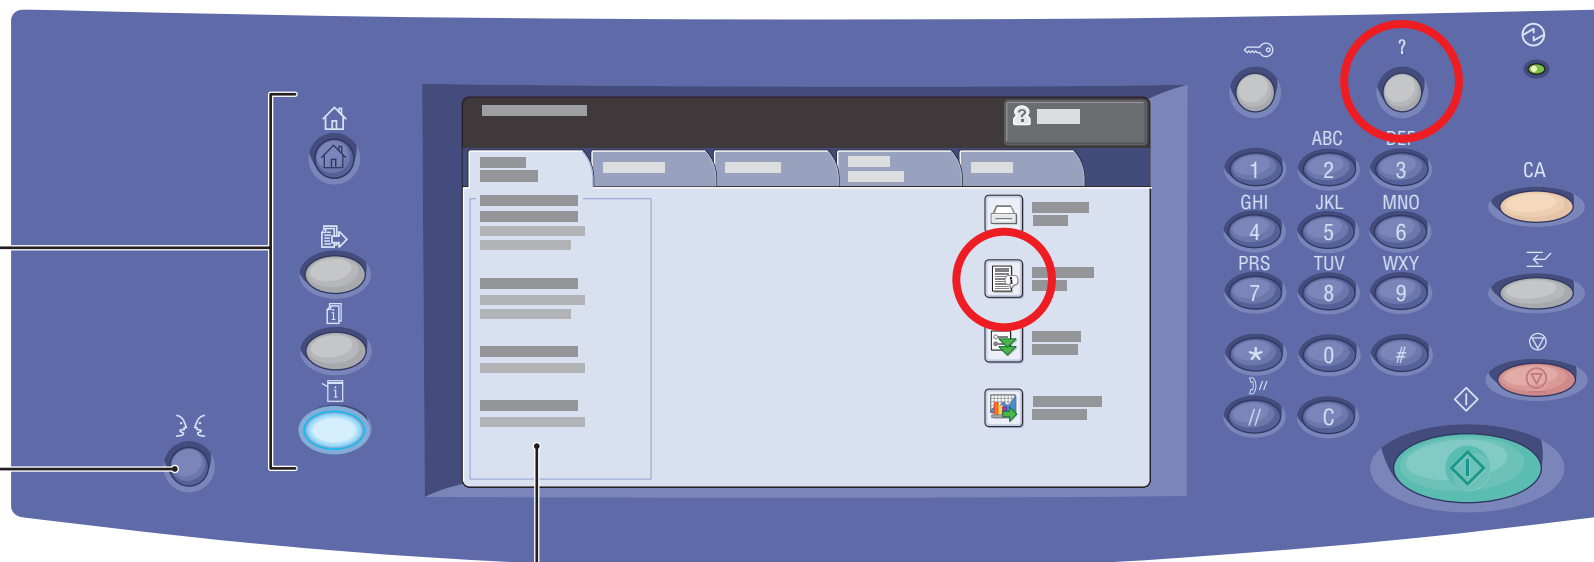 ?
ABC DEF
1 2 3
CA
GHI JKL MNO
4 5 6
PRS TUV WXY
7 8 9
* 0 #
// C